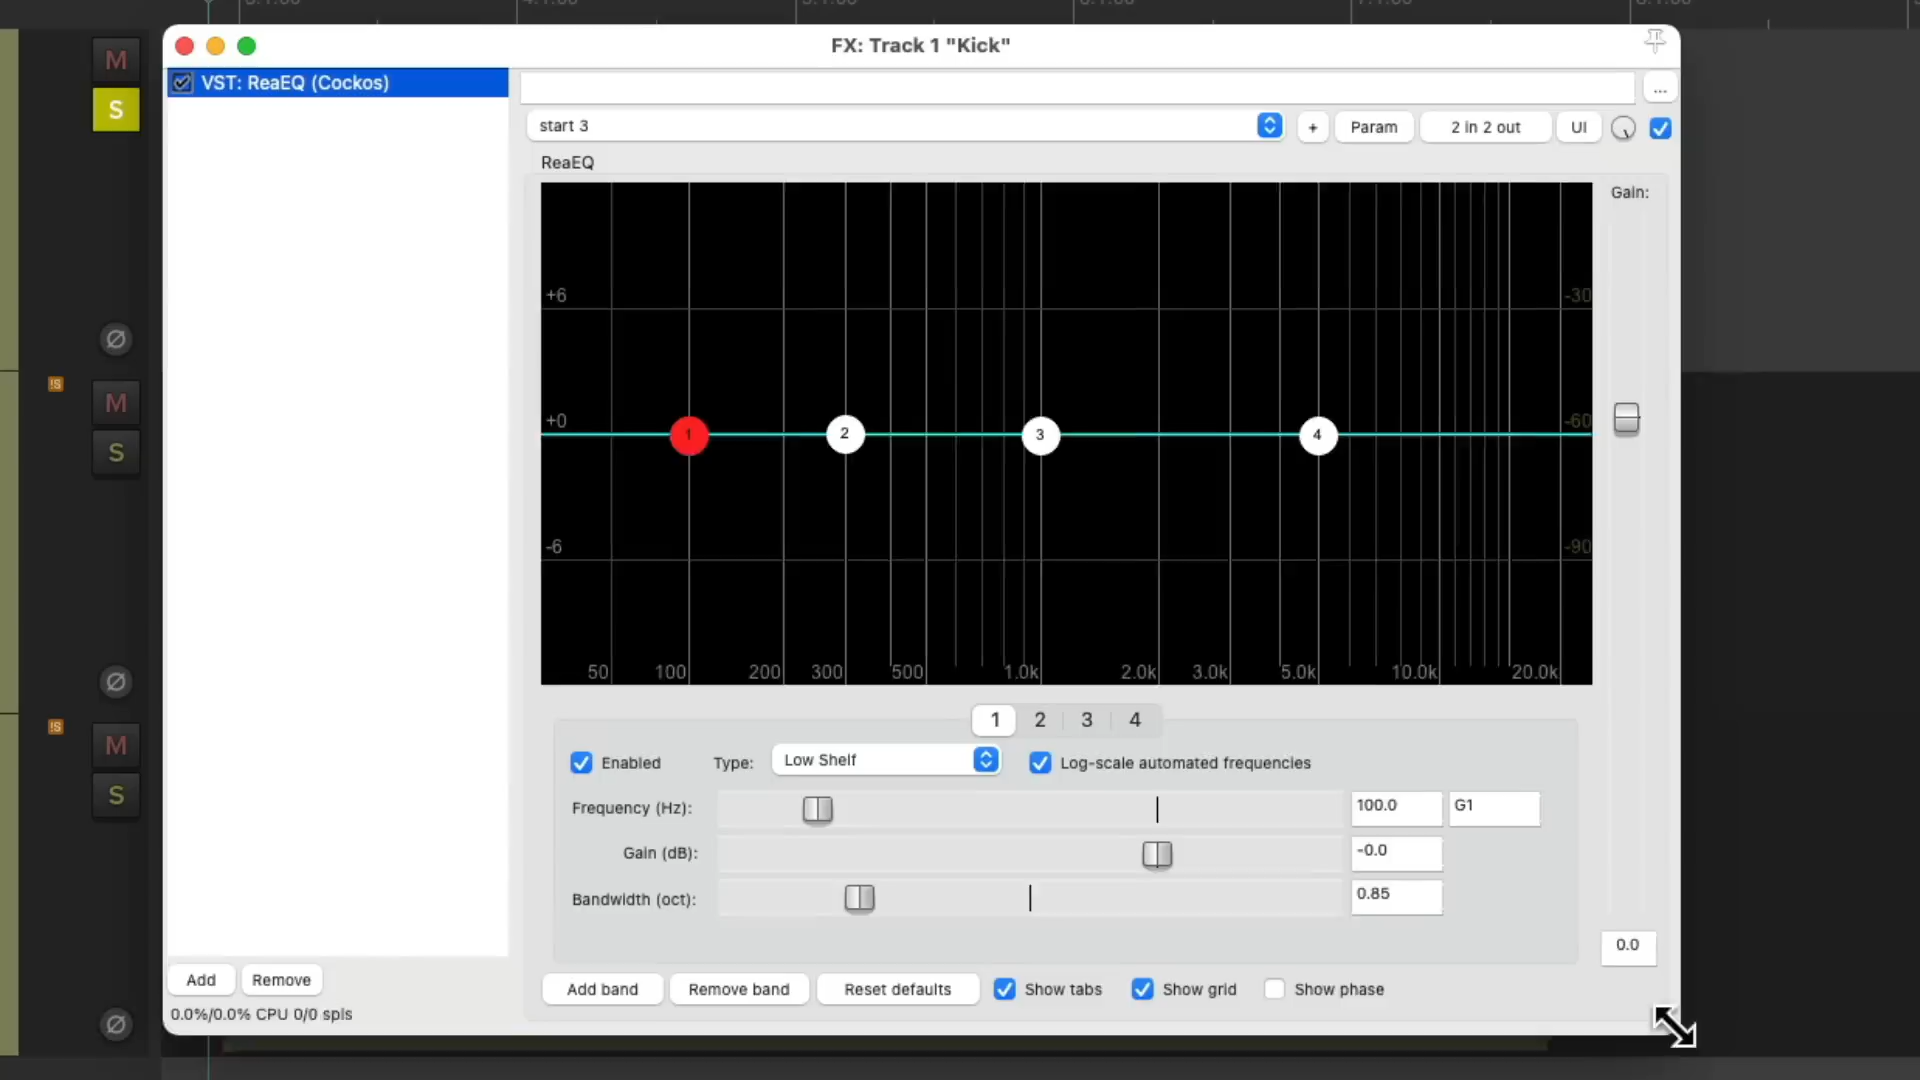 FX: Track 1 "Kick"
M
S
VST: ReaEQ (Cockos)
...
start 3
+
Param
2 in 2 out
UI
ReaEQ
Gain:
+6
-30
+0
-60
-6
-90
1
2
3
4
50
100
200
300
500
1.0k
2.0k
3.0k
5.0k
10.0k
20.0k
Ø
!S
M
S
Ø
!S
M
S
Ø
1
2
3
4
Enabled
Type:
Low Shelf
Log-scale automated frequencies
Frequency (Hz):
100.0
G1
Gain (dB):
-0.0
Bandwidth (oct):
0.85
0.0
Add
Remove
Add band
Remove band
Reset defaults
Show tabs
Show grid
Show phase
0.0%/0.0% CPU 0/0 spls